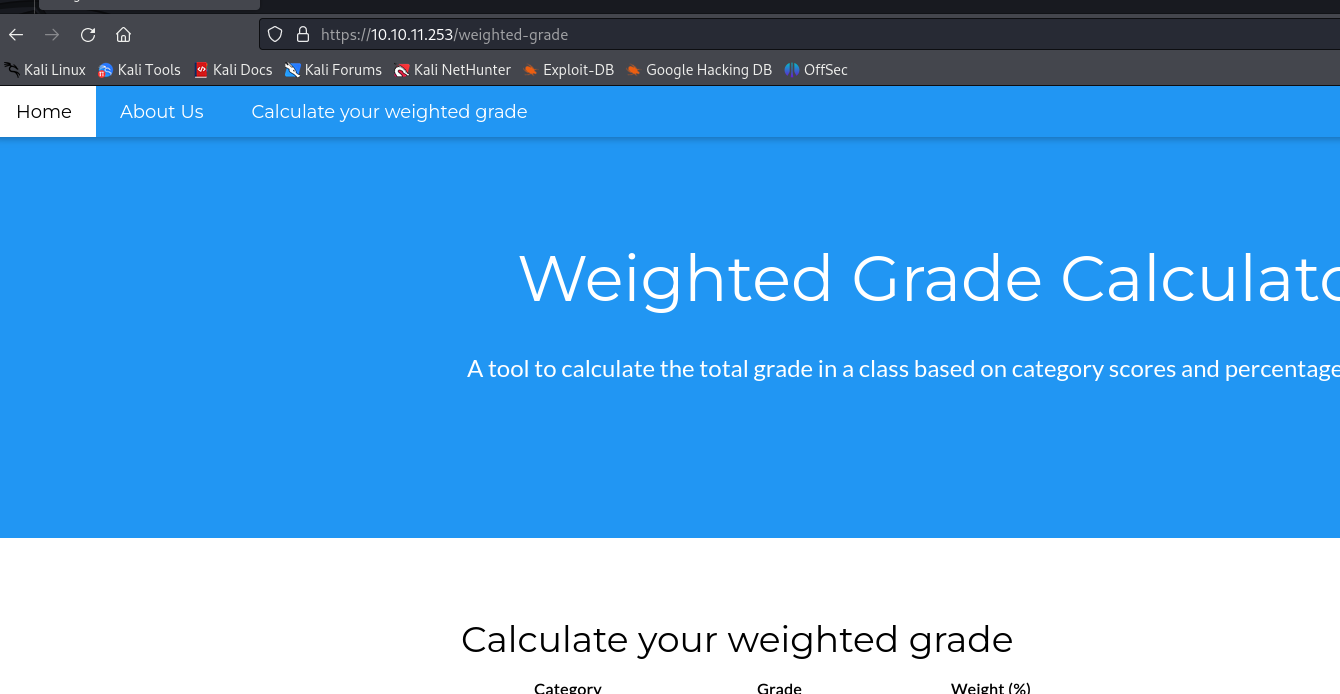 https://10.10.11.253/weighted-grade
Kali Linux Kali Tools Kali Docs Kali Forums Kali NetHunter Exploit-DB Google Hacking DB OffSec
Home About Us Calculate your weighted grade
Weighted Grade Calculato
A tool to calculate the total grade in a class based on category scores and percentage
Calculate your weighted grade
Category Grade Weight (%)